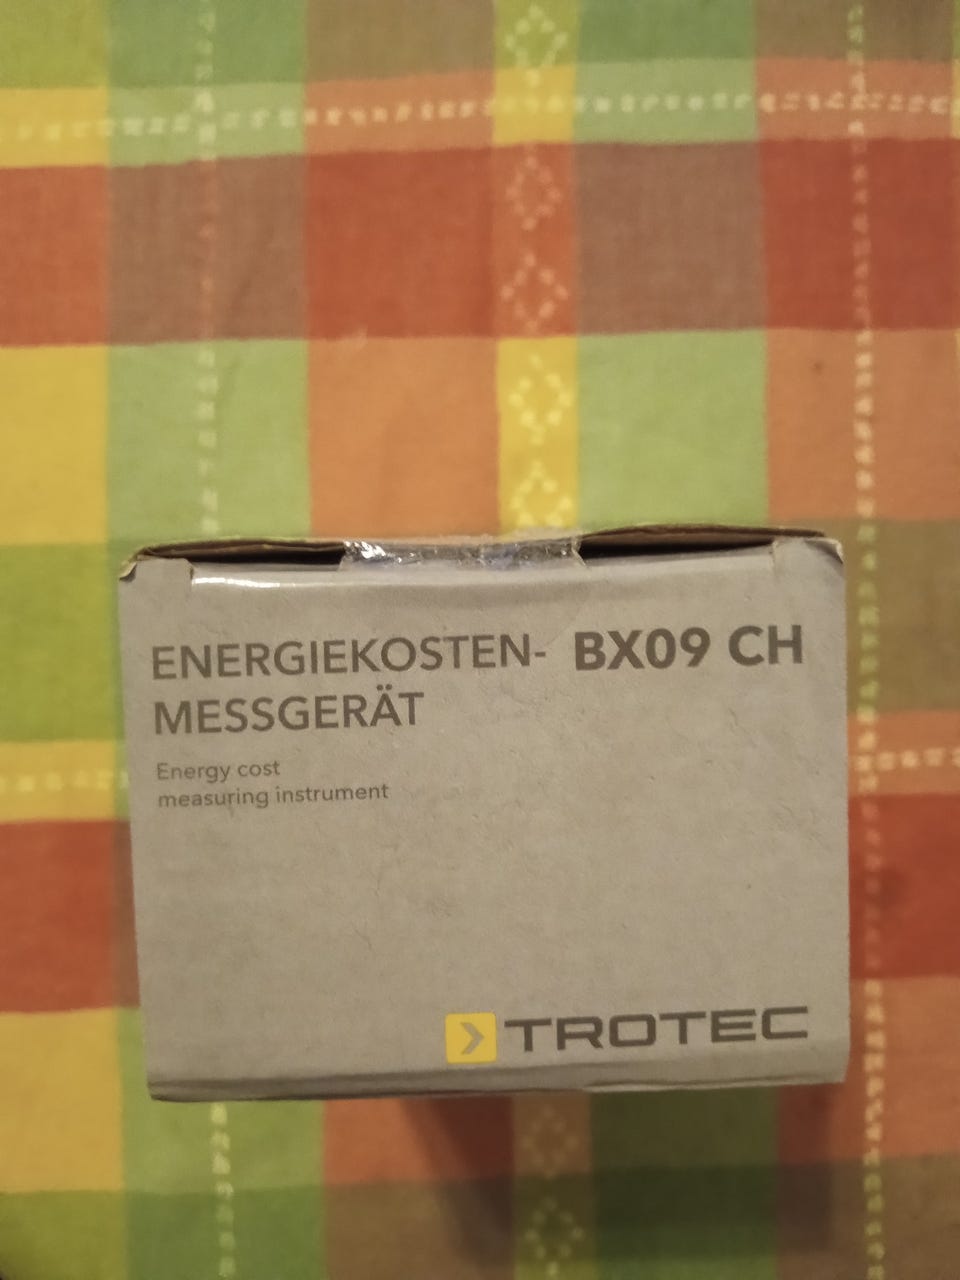 ENERGIEKOSTEN- BX09 CH
MESSGERÄT
Energy cost
measuring instrument
TROTEC